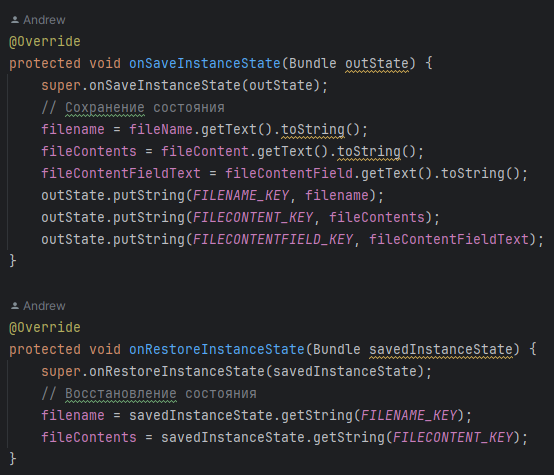 Andrew
@Override
protected void onSaveInstanceState(Bundle outState) {
super.onSaveInstanceState(outState);
// Сохранение состояния
filename = fileName.getText().toString();
fileContents = fileContent.getText().toString();
fileContentFieldText = fileContentField.getText().toString();
outState.putString(FILENAME_KEY, filename);
outState.putString(FILECONTENT_KEY, fileContents);
outState.putString(FILECONTENTFIELD_KEY, fileContentFieldText);
}
Andrew
@Override
protected void onRestoreInstanceState(Bundle savedInstanceState) {
super.onRestoreInstanceState(savedInstanceState);
// Восстановление состояния
filename = savedInstanceState.getString(FILENAME_KEY);
fileContents = savedInstanceState.getString(FILECONTENT_KEY);
}